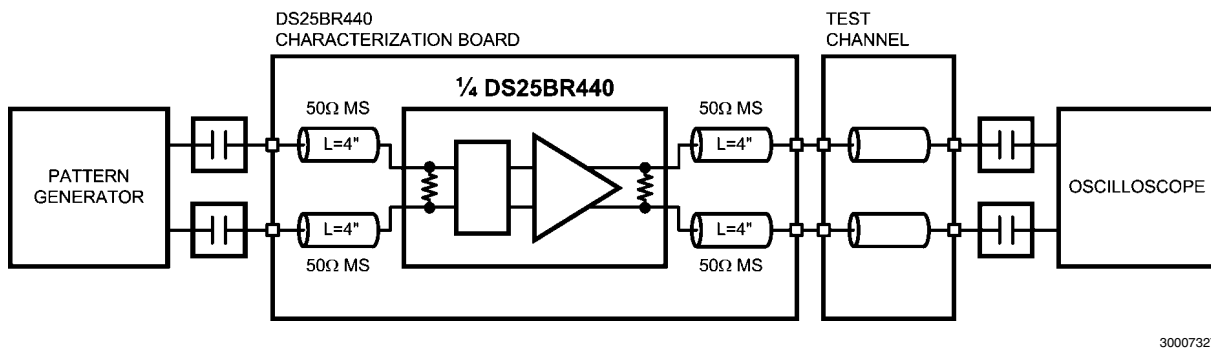 DS25BR440
CHARACTERIZATION BOARD
TEST
CHANNEL
¼ DS25BR440
50Ω MS
50Ω MS
L=4"
L=4"
PATTERN
GENERATOR
OSCILLOSCOPE
L=4"
L=4"
50Ω MS
50Ω MS